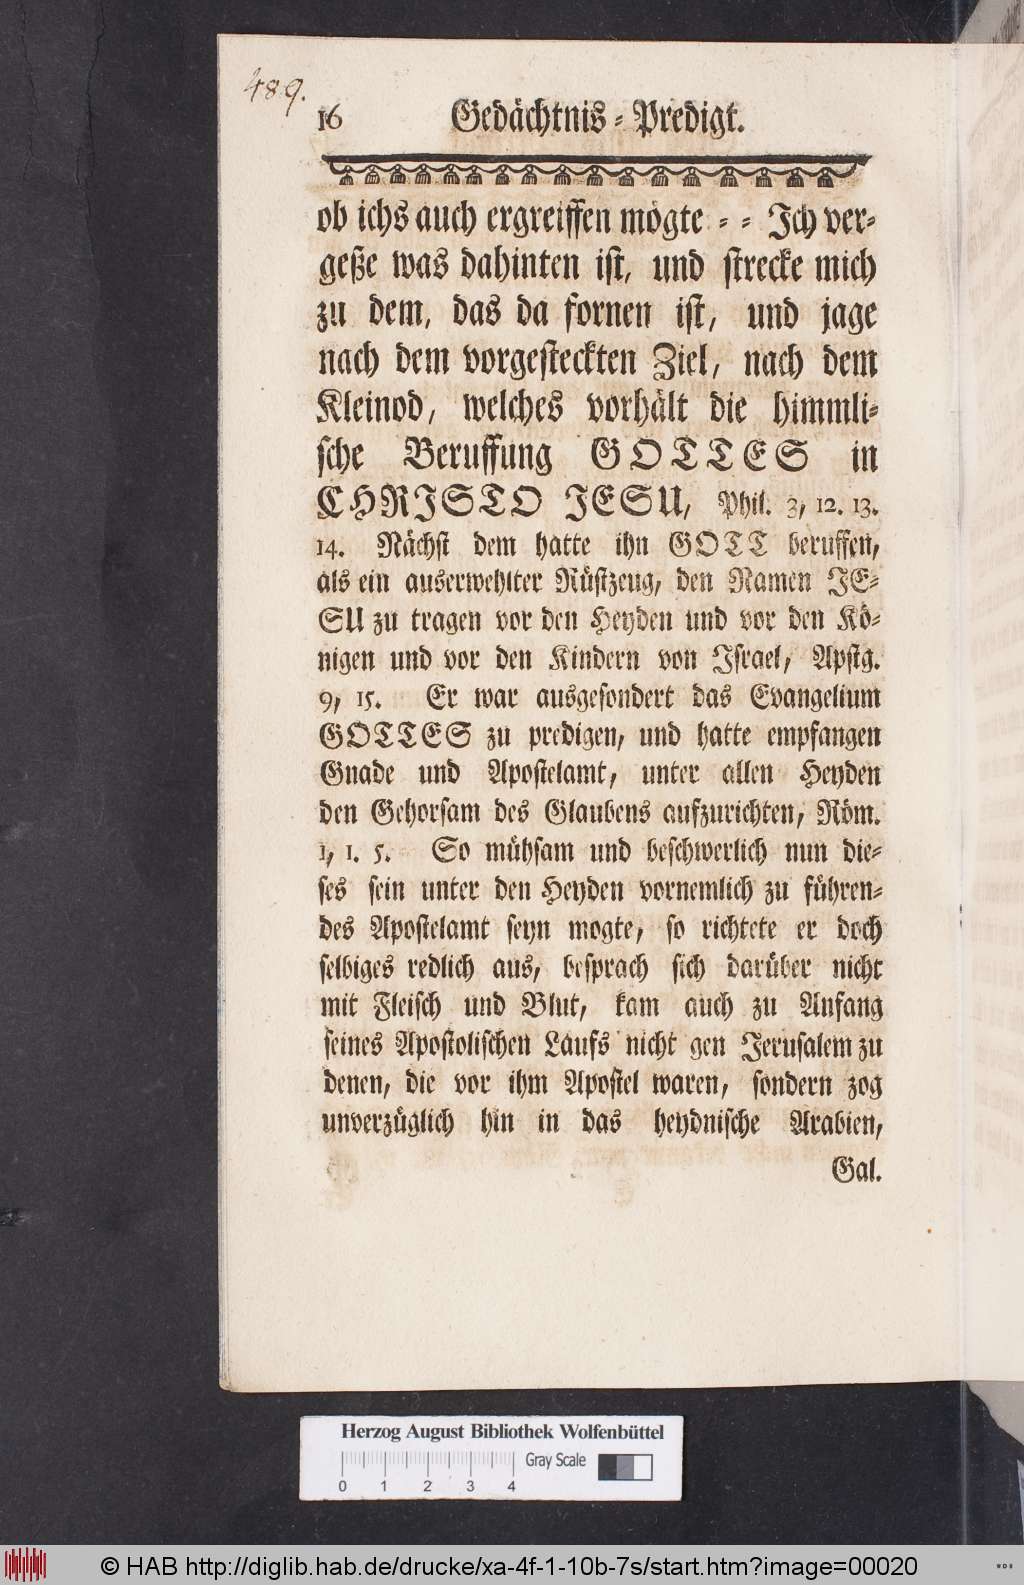 489.
16 Gedächtnis-Predigt.
ob ichs auch ergreiffen mögte - - Ich ver-
geße was dahinten ist, und strecke mich
zu dem, das da fornen ist, und jage
nach dem vorgesteckten Ziel, nach dem
Kleinod, welches vorhält die himmli-
sche Beruffung GOTTES in
CHRISTO JESU, Phil. 3, 12. 13.
14. Nächst dem hatte ihn GOTT beruffen,
als ein auserwehlter Rüstzeug, den Namen JE-
SU zu tragen vor den Heyden und vor den Kö-
nigen und vor den Kindern von Israel, Apstg.
9, 15. Er war ausgesondert das Evangelium
GOTTES zu predigen, und hatte empfangen
Gnade und Apostelamt, unter allen Heyden
den Gehorsam des Glaubens aufzurichten, Röm.
1, 1. 5. So mühsam und beschwerlich nun die-
ses sein unter den Heyden vornemlich zu führen-
des Apostelamt seyn mogte, so richtete er doch
selbiges redlich aus, besprach sich darüber nicht
mit Fleisch und Blut, kam auch zu Anfang
seines Apostolischen Laufs nicht gen Jerusalem zu
denen, die vor ihm Apostel waren, sondern zog
unverzüglich hin in das heydnische Arabien,
Gal.
Herzog August Bibliothek Wolfenbüttel
Gray Scale
0 1 2 3 4
© HAB http://diglib.hab.de/drucke/xa-4f-1-10b-7s/start.htm?image=00020